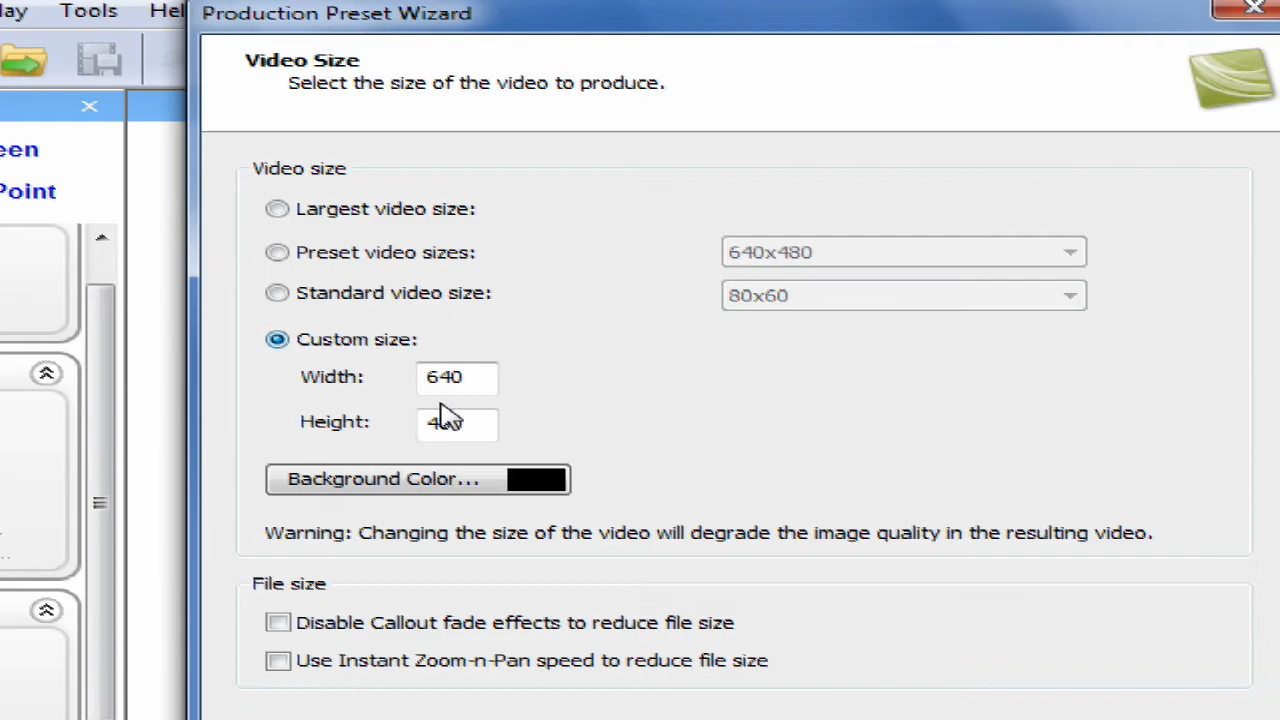 Tools
Production Preset Wizard
Video Size
Select the size of the video to produce.
Point
Video size
Largest video size:
Preset video sizes:
640x480
Standard video size:
80x60
Custom size:
Width:
640
Height:
Background Color...
Warning: Changing the size of the video will degrade the image quality in the resulting video.
File size
Disable Callout fade effects to reduce file size
Use Instant Zoom-n-Pan speed to reduce file size